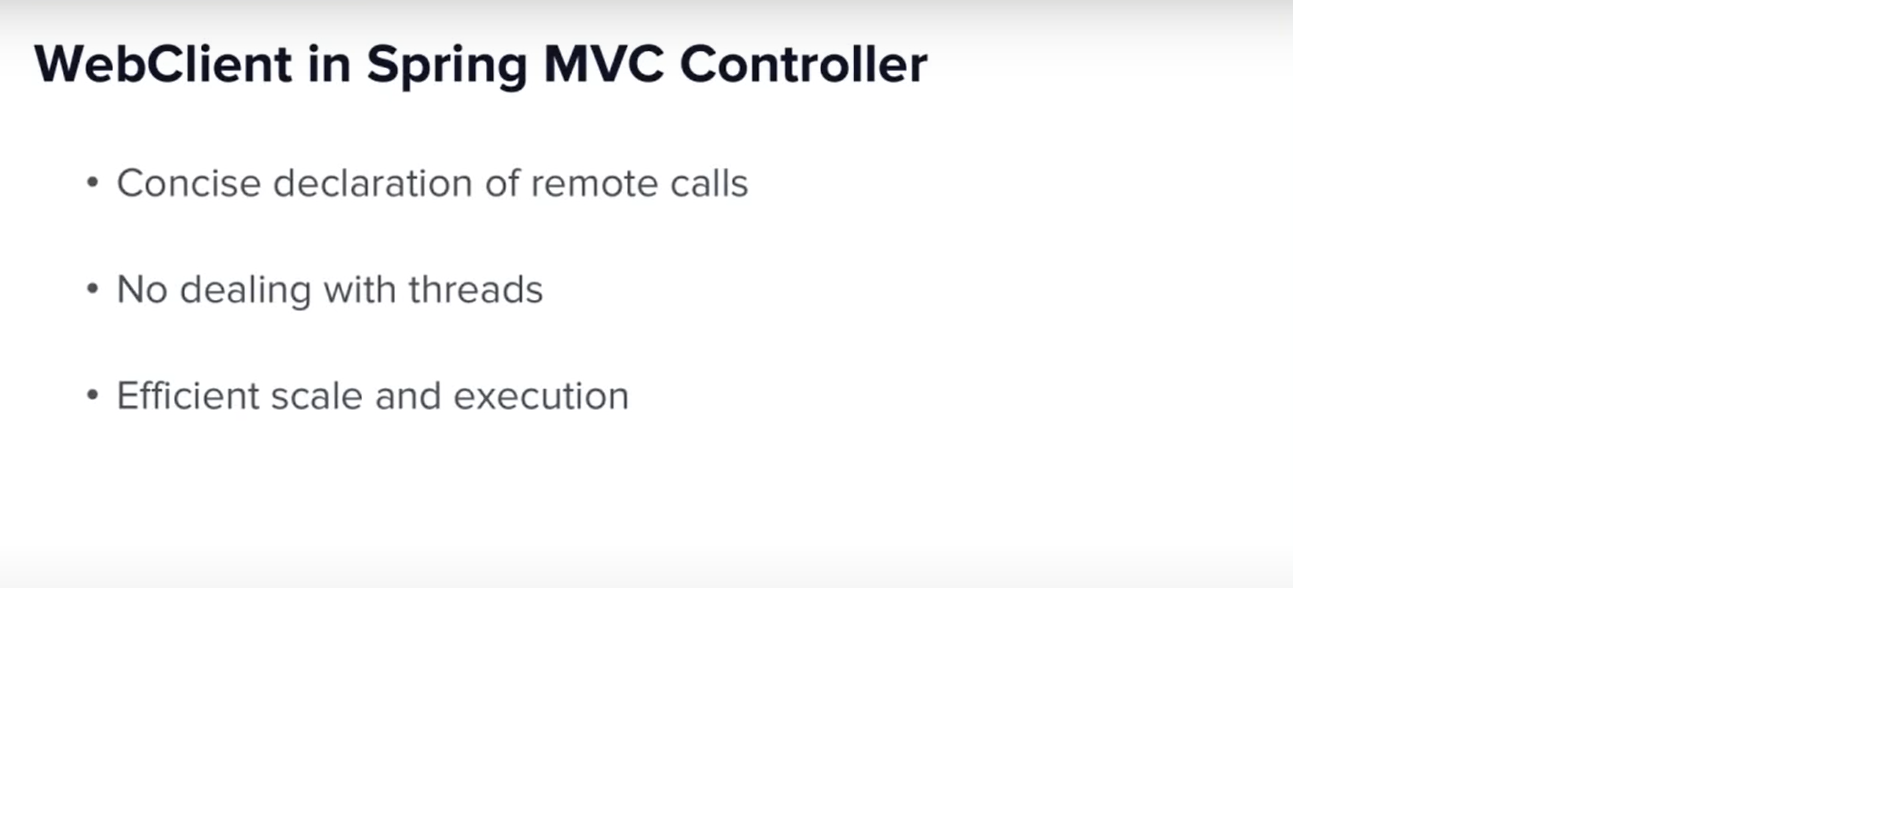 WebClient in Spring MVC Controller
• Concise declaration of remote calls
• No dealing with threads
• Efficient scale and execution